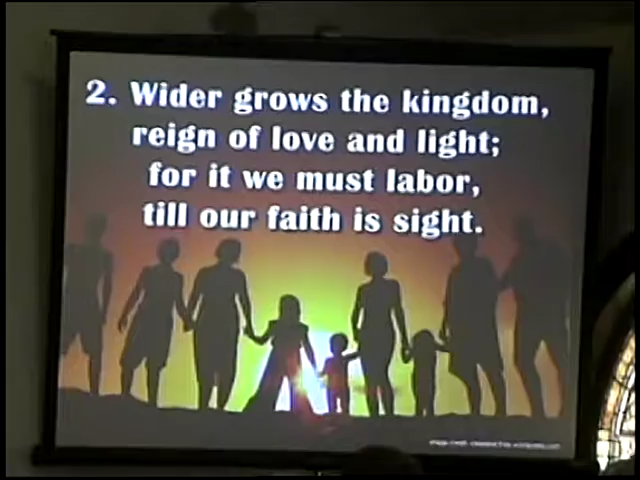 2. Wider grows the kingdom,
reign of love and light;
for it we must labor,
till our faith is sight.